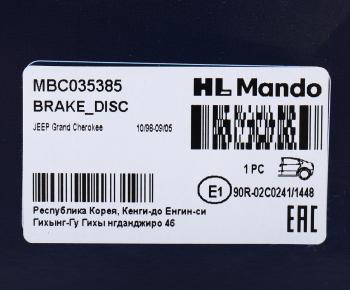 MBC035385
HL Mando
BRAKE_DISC
JEEP Grand Cherokee 10/98-09/05
1 PC
E1 90R-02C0241/1448
Республика Корея, Кенги-до Енгин-си
Гихынг-Гу Гихы нгданджиро 46
EAC